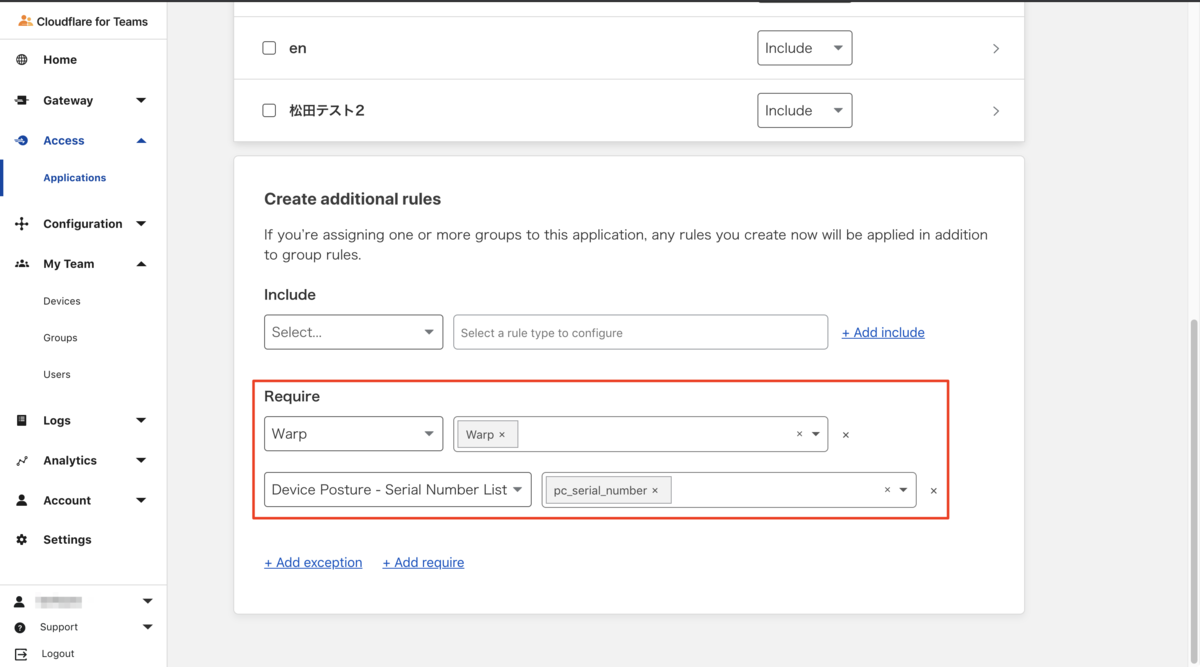 Cloudflare for Teams
Home
Gateway
Access
Applications
Configuration
My Team
Devices
Groups
Users
Logs
Analytics
Account
Settings
Support
Logout
en
Include
松田テスト2
Include
Create additional rules
If you're assigning one or more groups to this application, any rules you create now will be applied in addition
to group rules.
Include
Select...
Select a rule type to configure
+ Add include
Require
Warp
Warp ×
× ×
Device Posture - Serial Number List
pc_serial_number ×
× ×
+ Add exception
+ Add require